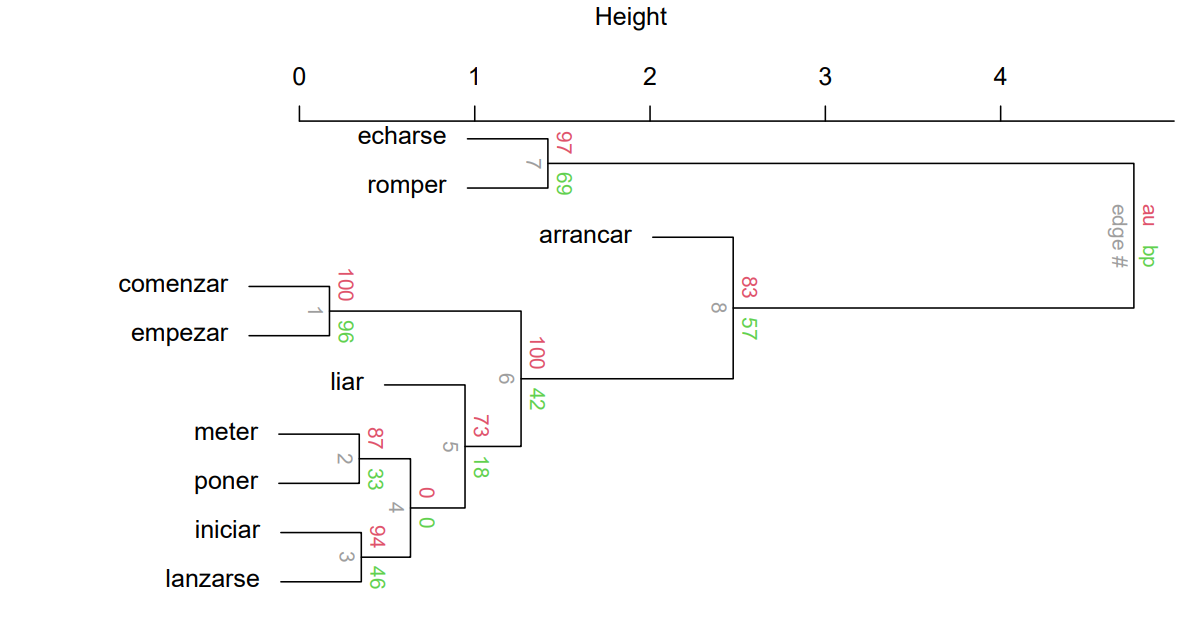 Height
0 1 2 3 4
echarse
97
7
69
romper
au bp
edge #
arrancar
83
8
57
comenzar
100
1
96
empezar
100
6
42
liar
73
5
18
meter
87
2
33
poner
0
4
0
iniciar
94
3
46
lanzarse